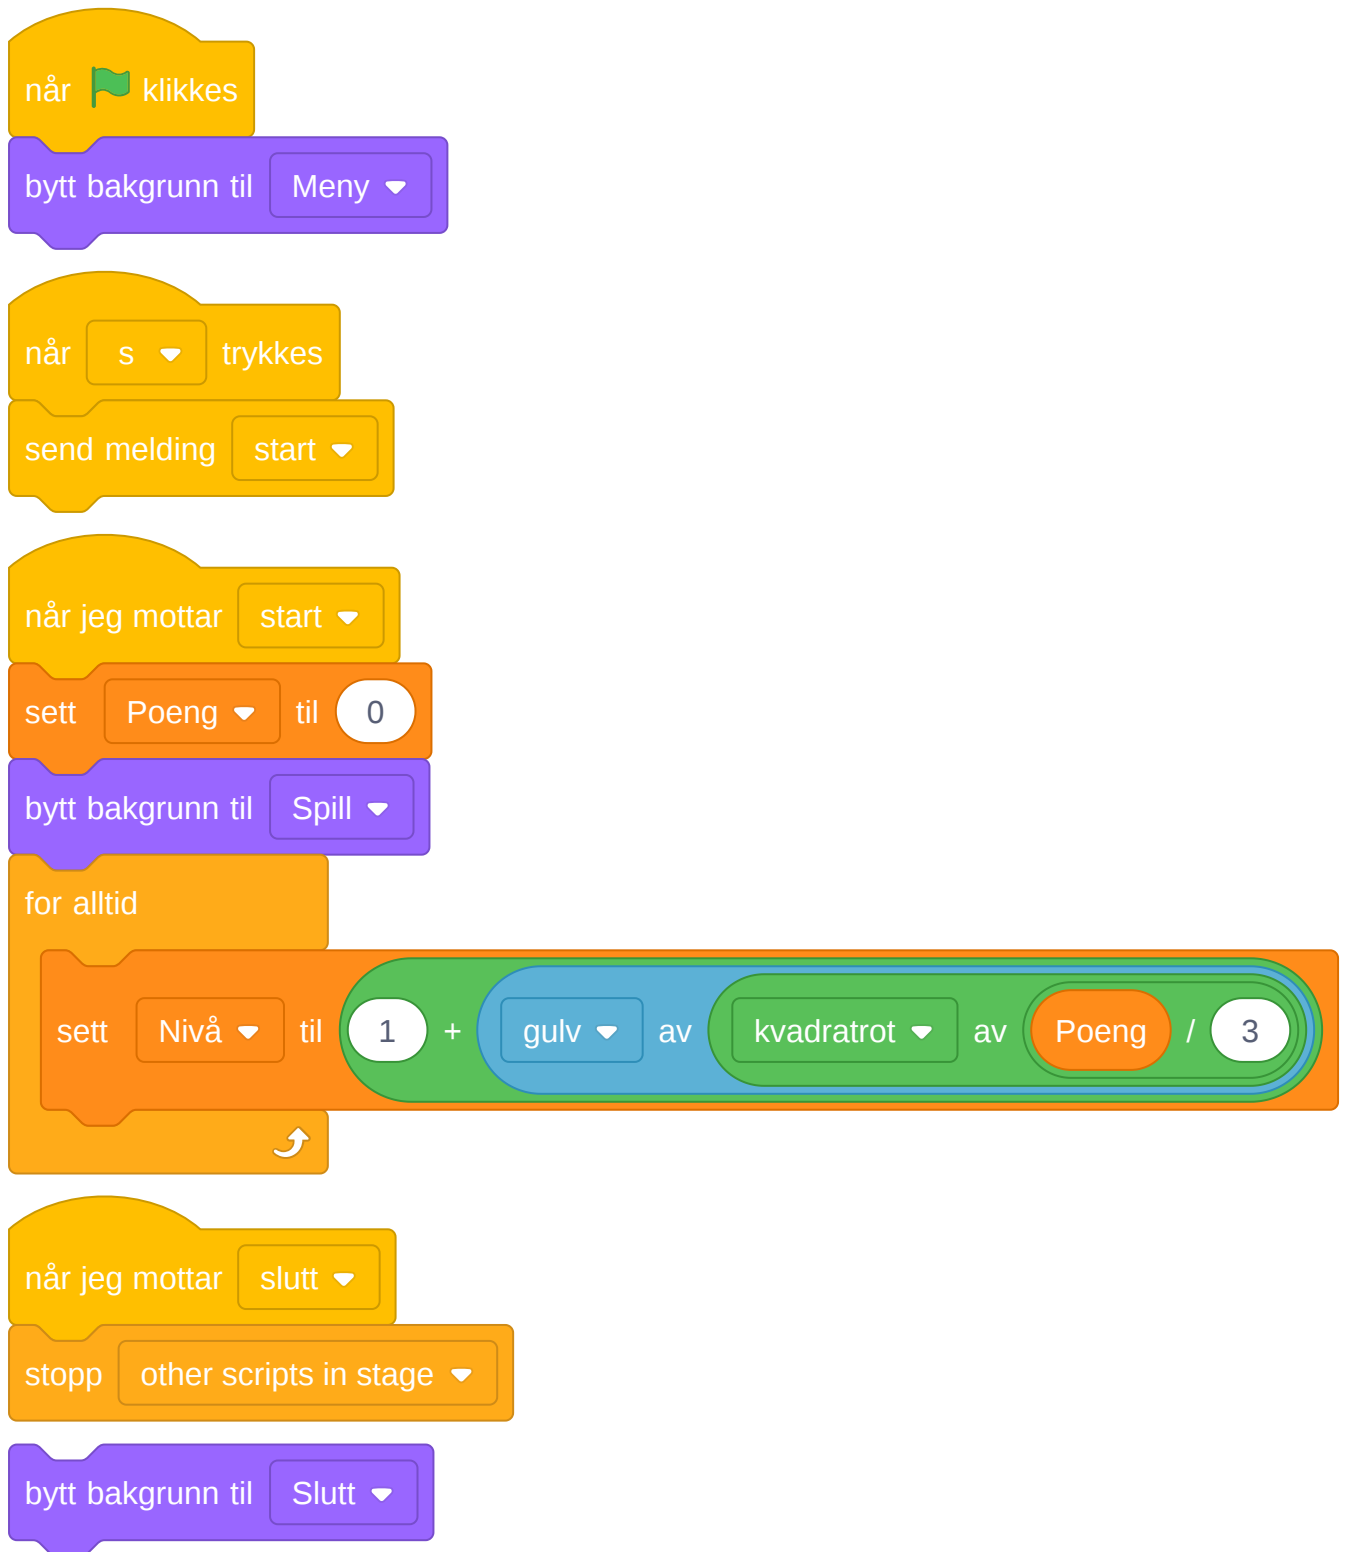 når klikkes
bytt bakgrunn til Meny
når s trykkes
send melding start
når jeg mottar start
sett Poeng til 0
bytt bakgrunn til Spill
for alltid
sett Nivå til 1 + gulv av kvadratrot av Poeng / 3
når jeg mottar slutt
stopp other scripts in stage
bytt bakgrunn til Slutt